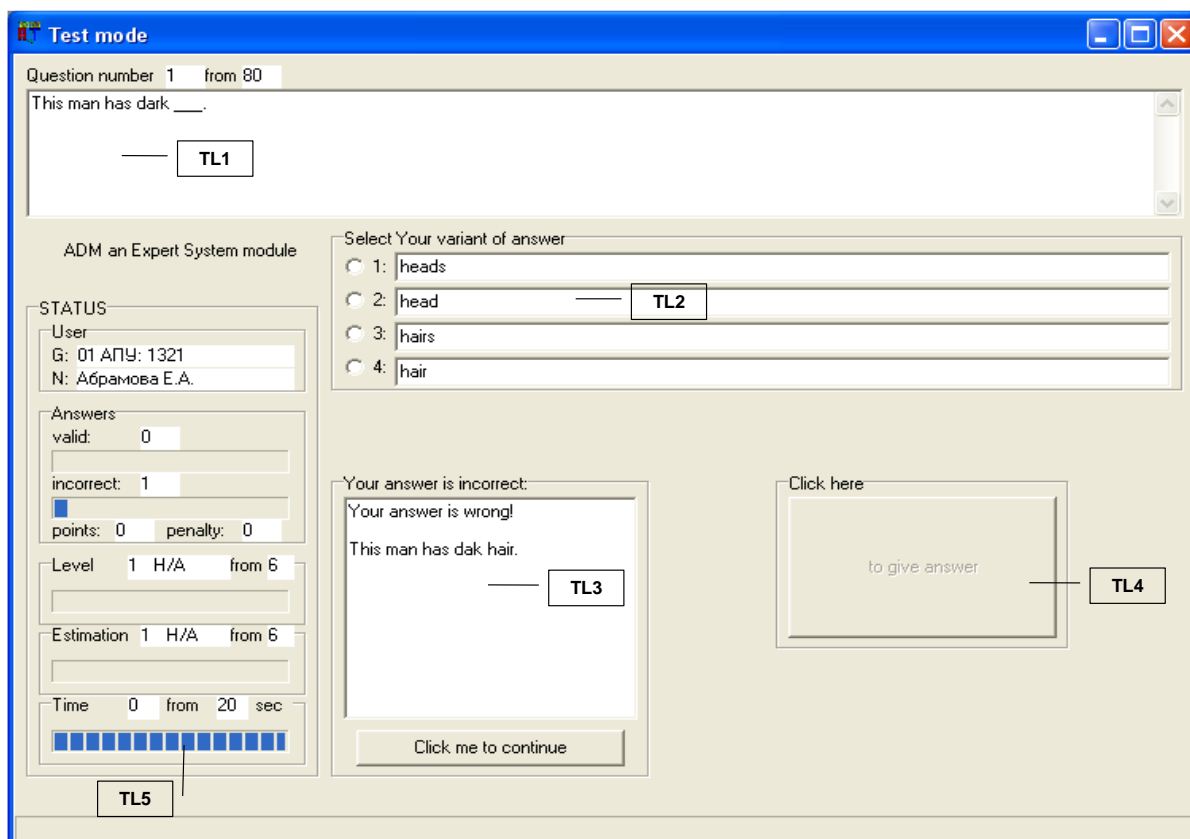 Test mode
Question number 1 from 80
This man has dark ___.
TL1
ADM an Expert System module
Select Your variant of answer
1: heads
2: head
TL2
3: hairs
4: hair
STATUS
User
G: 01 АПУ: 1321
N: Абрамова Е.А.
Answers
valid: 0
incorrect: 1
points: 0 penalty: 0
Level 1 Н/А from 6
Estimation 1 Н/А from 6
Time 0 from 20 sec
TL5
Your answer is incorrect:
Your answer is wrong!
This man has dak hair.
TL3
Click me to continue
Click here
to give answer
TL4